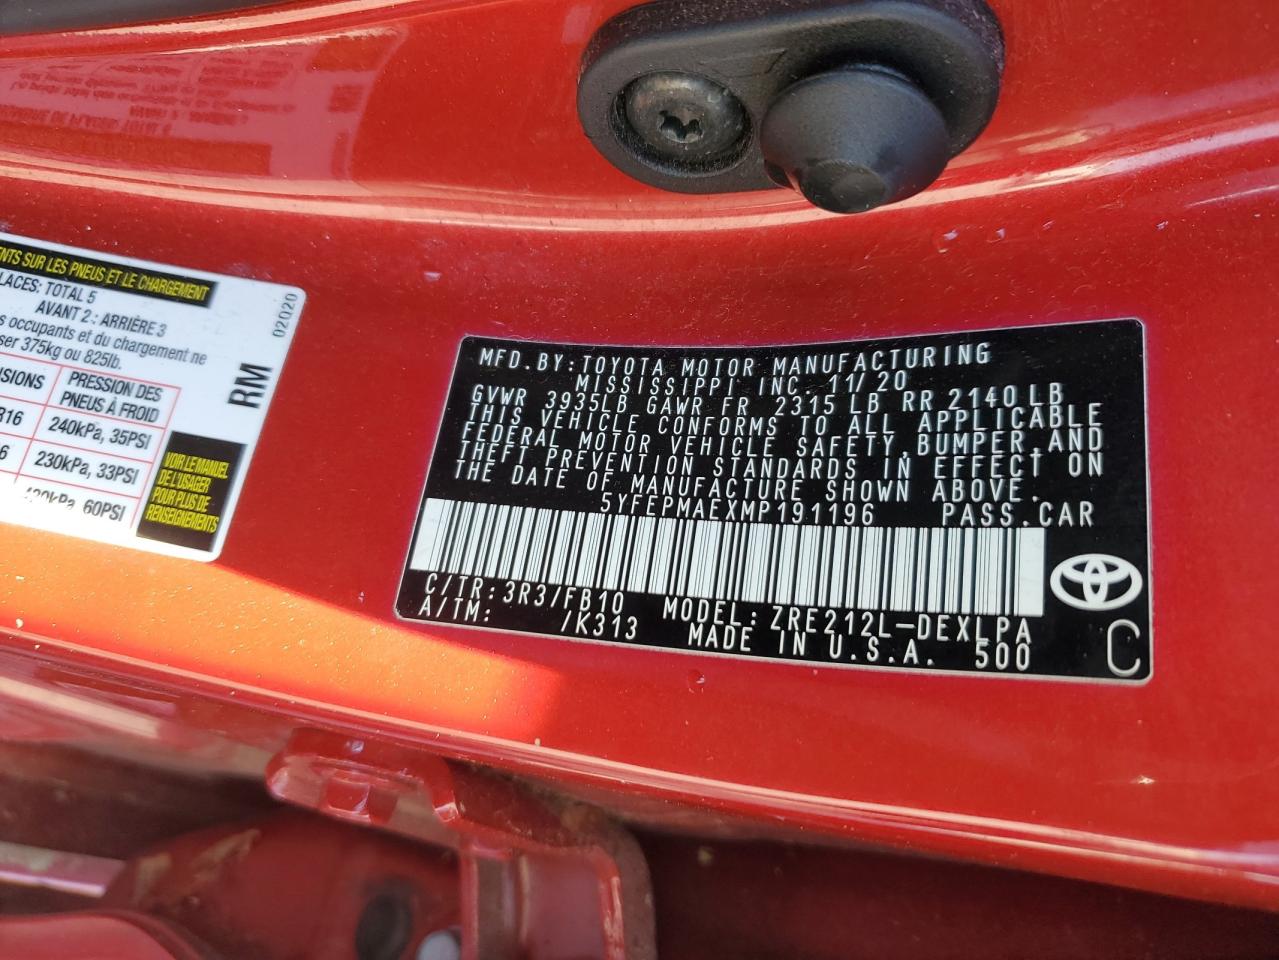 ENTS SUR LES PNEUS ET LE CHARGEMENT
LACES: TOTAL 5
AVANT 2 : ARRIÈRE 3
s occupants et du chargement ne
ser 375kg ou 825lb.
NSIONS
PRESSION DES
PNEUS À FROID
R16
240kPa, 35PSI
6
230kPa, 33PSI
420kPa, 60PSI
VOIR LE MANUEL
DE L'USAGER
POUR PLUS DE
RENSEIGNEMENTS
RM
02020
MFD. BY: TOYOTA MOTOR MANUFACTURING
MISSISSIPPI INC. 11/20
GVWR 3935LB GAWR FR 2315 LB RR 2140 LB
THIS VEHICLE CONFORMS TO ALL APPLICABLE
FEDERAL MOTOR VEHICLE SAFETY, BUMPER, AND
THEFT PREVENTION STANDARDS IN EFFECT ON
THE DATE OF MANUFACTURE SHOWN ABOVE.
5YFEPMAEXMP191196 PASS.CAR
C/TR: 3R3/FB10 MODEL: ZRE212L-DEXLPA
A/TM: /K313 MADE IN U.S.A. 500
C